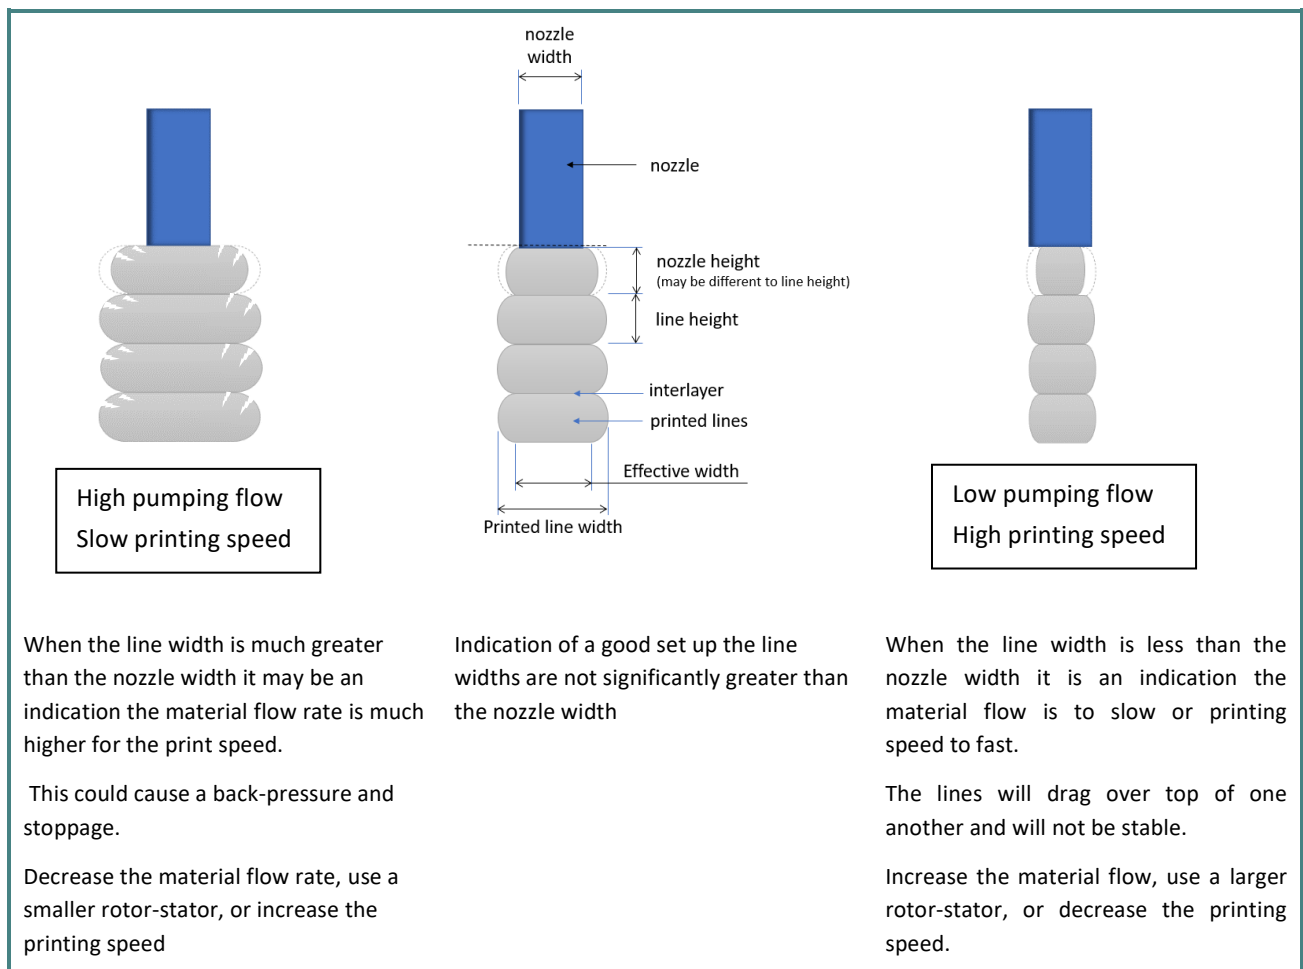 nozzle
width
nozzle
nozzle height
(may be different to line height)
line height
interlayer
printed lines
Effective width
Printed line width
High pumping flow
Slow printing speed
Low pumping flow
High printing speed
When the line width is much greater
than the nozzle width it may be an
indication the material flow rate is much
higher for the print speed.
This could cause a back-pressure and
stoppage.
Decrease the material flow rate, use a
smaller rotor-stator, or increase the
printing speed
Indication of a good set up the line
widths are not significantly greater than
the nozzle width
When the line width is less than the
nozzle width it is an indication the
material flow is to slow or printing
speed to fast.
The lines will drag over top of one
another and will not be stable.
Increase the material flow, use a larger
rotor-stator, or decrease the printing
speed.